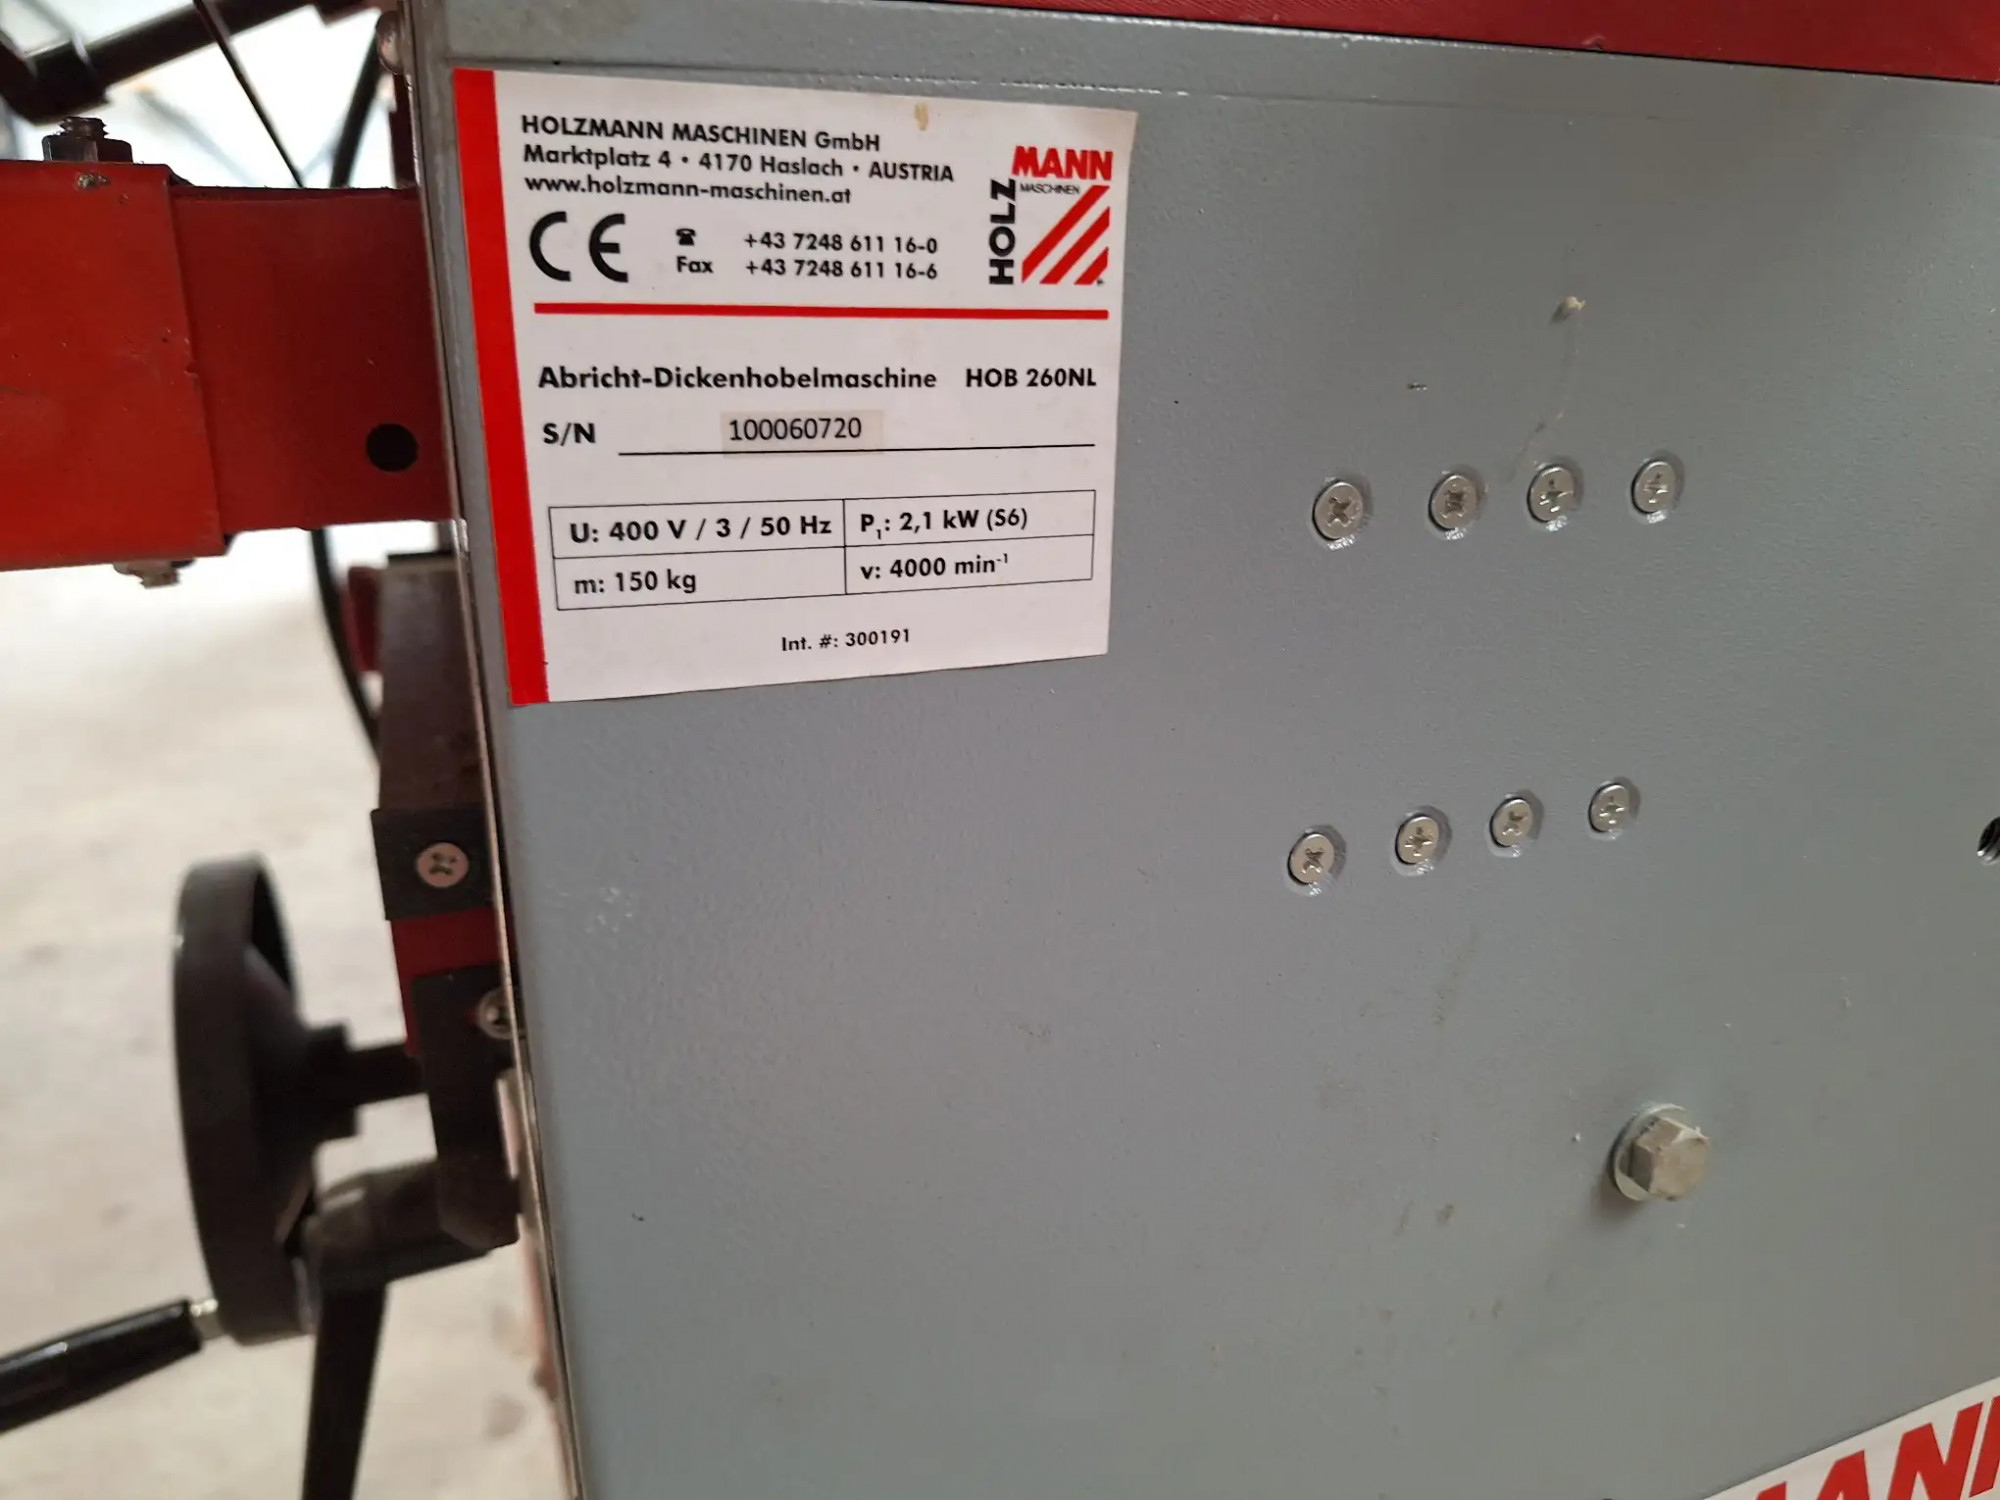 HOLZMANN MASCHINEN GmbH
Marktplatz 4 • 4170 Haslach • AUSTRIA
www.holzmann-maschinen.at
CE
☎ +43 7248 611 16-0
Fax +43 7248 611 16-6
HOLZ
MANN
MASCHINEN
Abricht-Dickenhobelmaschine HOB 260NL
S/N 100060720
U: 400 V / 3 / 50 Hz P₁: 2,1 kW (S6)
m: 150 kg v: 4000 min⁻¹
Int. #: 300191
MANN